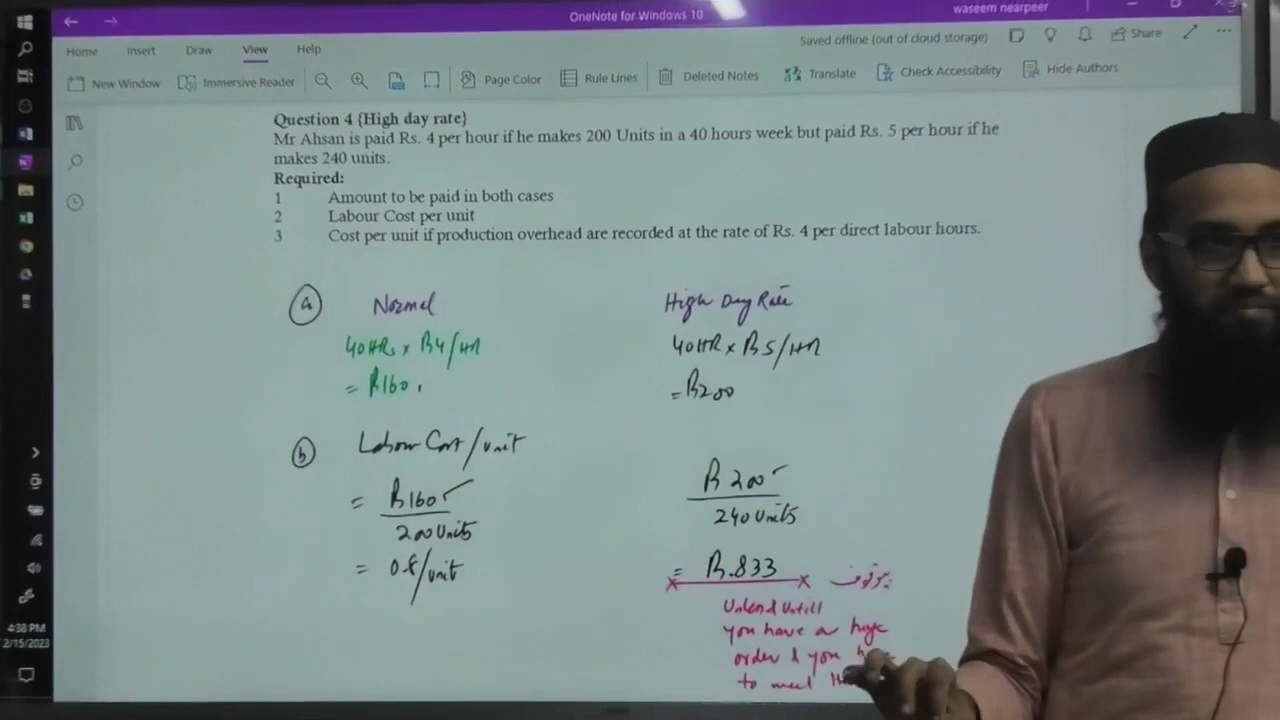 OneNote for Windows 10
waseem nearpeer
Home Insert Draw View Help
Saved offline (out of cloud storage) Share
New Window Immersive Reader Page Color Rule Lines Deleted Notes Translate Check Accessibility Hide Authors
Question 4 {High day rate}
Mr Ahsan is paid Rs. 4 per hour if he makes 200 Units in a 40 hours week but paid Rs. 5 per hour if he
makes 240 units.
Required:
1 Amount to be paid in both cases
2 Labour Cost per unit
3 Cost per unit if production overhead are recorded at the rate of Rs. 4 per direct labour hours.
a Normal High Day Rate
40HRs x Rs4/HR 40HR x Rs5/HR
= Rs160 = Rs200
b Labour Cost/unit
= Rs160 Rs200
200 Units 240 Units
= 0.8/unit = Rs.833
بیوقوف
Until
you have a huge
order & you
to meet
4:38 PM
2/15/2023